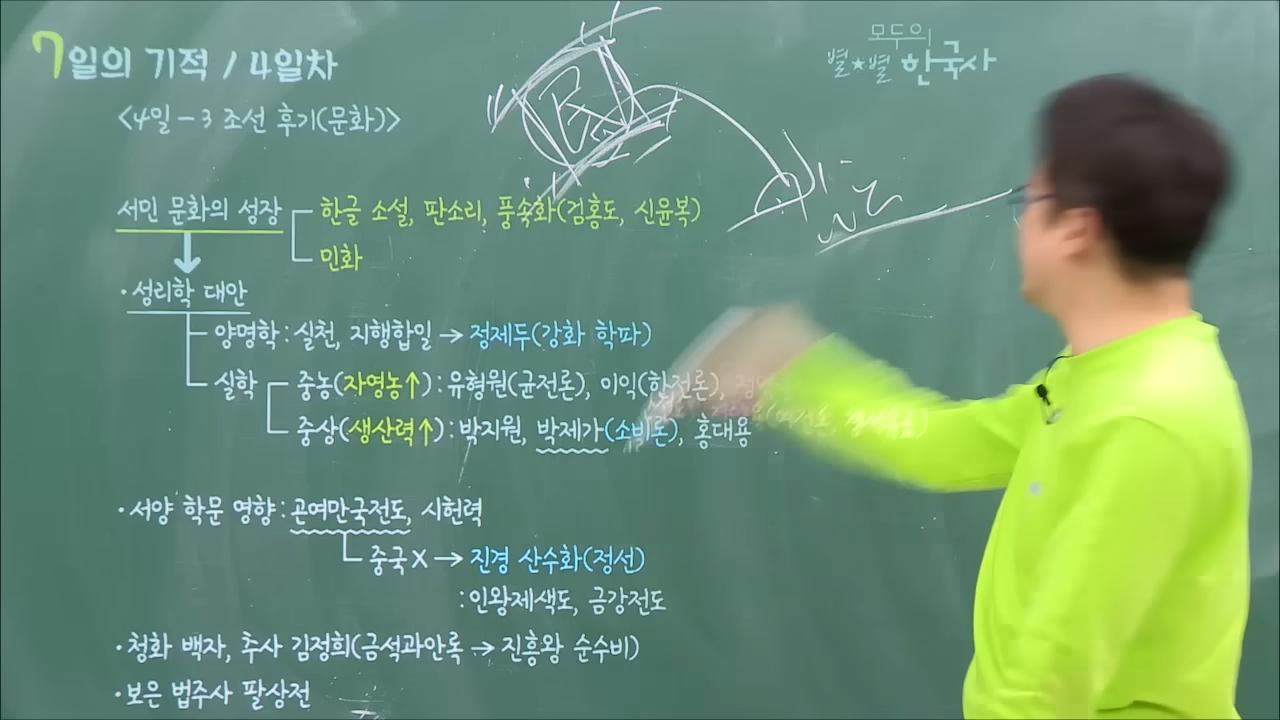 7일의 기적 / 4일차
모두의
별★별 한국사
<4일-3 조선 후기(문화)>
서민 문화의 성장
한글 소설, 판소리, 풍속화(김홍도, 신윤복)
민화
·성리학 대안
양명학: 실천, 지행합일 → 정제두(강화 학파)
실학
중농(자영농↑): 유형원(균전론), 이익(한전론),
중상(생산력↑): 박지원, 박제가(소비론), 홍대용
·서양 학문 영향: 곤여만국전도, 시헌력
중국X → 진경 산수화(정선)
:인왕제색도, 금강전도
·청화 백자, 추사 김정희(금석과안록 → 진흥왕 순수비)
·보은 법주사 팔상전